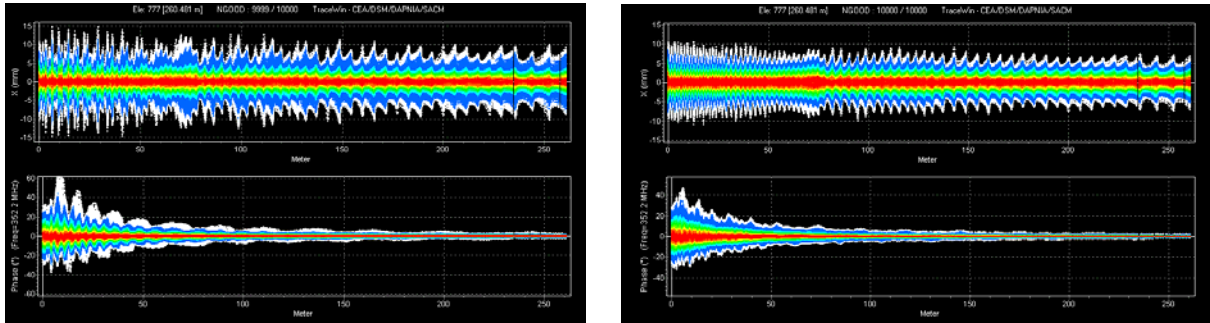 Ele: 777 [260.481 m] NGOOD : 9999 / 10000 TraceWin - CEA/DSM/DAPNIA/SACM
X (mm)
15
10
5
0
-5
-10
-15
0 50 100 150 200 250
Meter
Phase (°) (Freq=352.2 MHz)
60
40
20
0
-20
-40
-60
0 50 100 150 200 250
Meter
Ele: 777 [260.481 m] NGOOD : 10000 / 10000 TraceWin - CEA/DSM/DAPNIA/SACM
X (mm)
15
10
5
0
-5
-10
-15
0 50 100 150 200 250
Meter
Phase (°) (Freq=352.2 MHz)
40
20
0
-20
-40
0 50 100 150 200 250
Meter